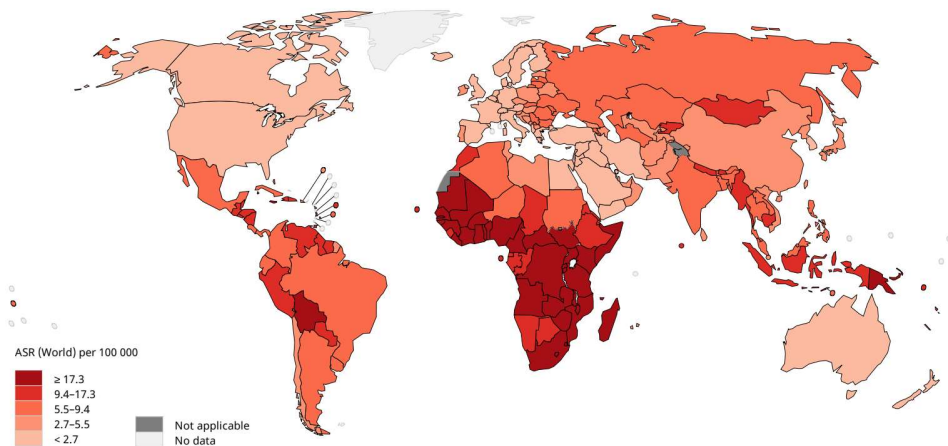 ASR (World) per 100 000
≥ 17.3
9.4–17.3
5.5–9.4
2.7–5.5
< 2.7
Not applicable
No data